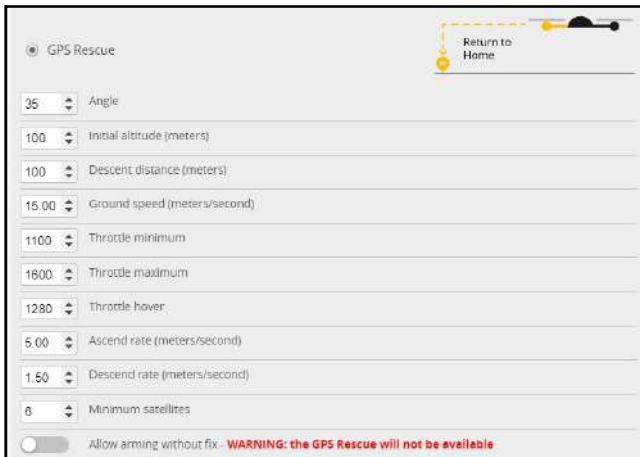 GPS Rescue
Return to
Home
35 Angle
100 Initial altitude (meters)
100 Descent distance (meters)
15.00 Ground speed (meters/second)
1100 Throttle minimum
1600 Throttle maximum
1280 Throttle hover
5.00 Ascend rate (meters/second)
1.50 Descend rate (meters/second)
6 Minimum satellites
Allow arming without fix - WARNING: the GPS Rescue will not be available